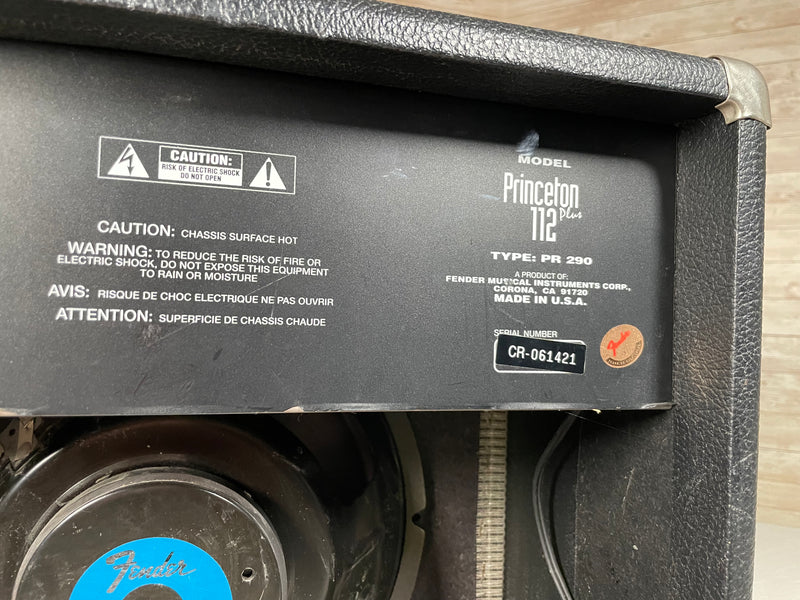 CAUTION:
RISK OF ELECTRIC SHOCK
DO NOT OPEN
CAUTION: CHASSIS SURFACE HOT
WARNING: TO REDUCE THE RISK OF FIRE OR
ELECTRIC SHOCK, DO NOT EXPOSE THIS EQUIPMENT
TO RAIN OR MOISTURE
AVIS: RISQUE DE CHOC ELECTRIQUE NE PAS OUVRIR
ATTENTION: SUPERFICIE DE CHASSIS CHAUDE
MODEL
Princeton
112 Plus
TYPE: PR 290
A PRODUCT OF:
FENDER MUSICAL INSTRUMENTS CORP.,
CORONA, CA 91720
MADE IN U.S.A.
SERIAL NUMBER
CR-061421
Fender